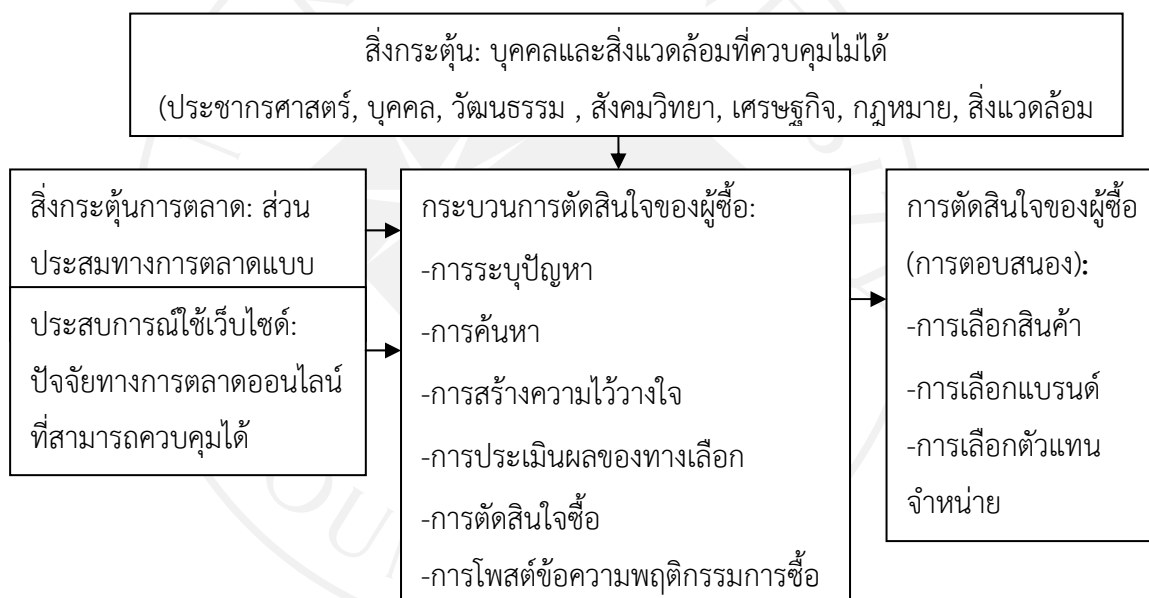 สิ่งกระตุ้น: บุคคลและสิ่งแวดล้อมที่ควบคุมไม่ได้
(ประชากรศาสตร์, บุคคล, วัฒนธรรม , สังคมวิทยา, เศรษฐกิจ, กฎหมาย, สิ่งแวดล้อม
สิ่งกระตุ้นการตลาด: ส่วน
ประสมทางการตลาดแบบ
ประสบการณ์ใช้เว็บไซด์:
ปัจจัยทางการตลาดออนไลน์
ที่สามารถควบคุมได้
กระบวนการตัดสินใจของผู้ซื้อ:
-การระบุปัญหา
-การค้นหา
-การสร้างความไว้วางใจ
-การประเมินผลของทางเลือก
-การตัดสินใจซื้อ
-การโพสต์ข้อความพฤติกรรมการซื้อ
การตัดสินใจของผู้ซื้อ
(การตอบสนอง):
-การเลือกสินค้า
-การเลือกแบรนด์
-การเลือกตัวแทน
จำหน่าย